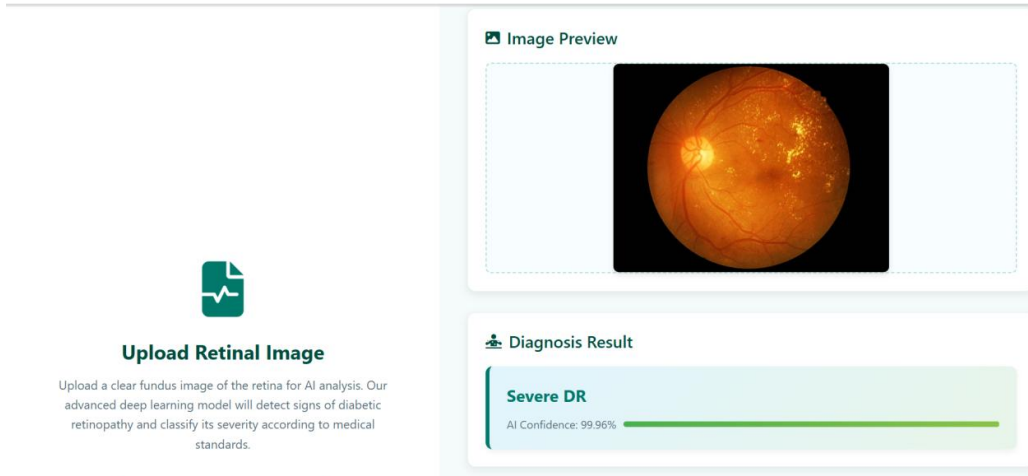 Upload Retinal Image
Upload a clear fundus image of the retina for AI analysis. Our
advanced deep learning model will detect signs of diabetic
retinopathy and classify its severity according to medical
standards.
Image Preview
Diagnosis Result
Severe DR
AI Confidence: 99.96%